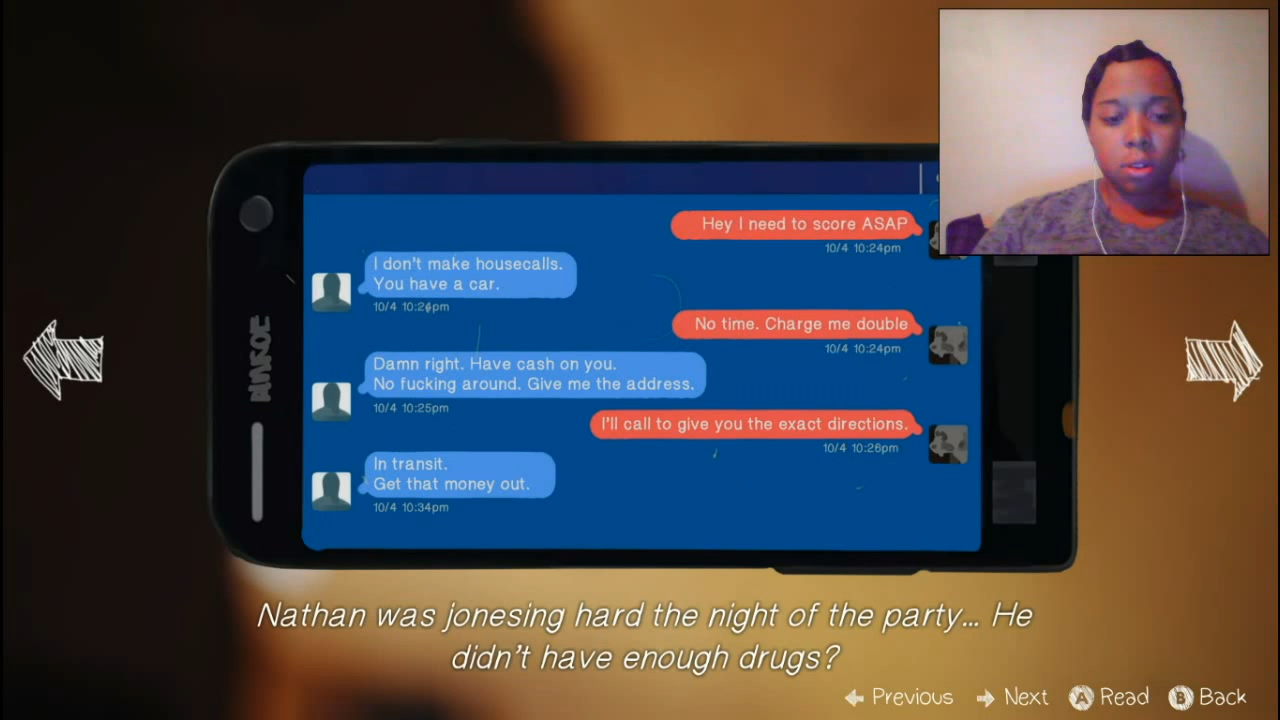 Hey I need to score ASAP
10/4 10:24pm
I don't make housecalls.
You have a car.
10/4 10:24pm
No time. Charge me double
10/4 10:24pm
Damn right. Have cash on you.
No fucking around. Give me the address.
10/4 10:25pm
I'll call to give you the exact directions.
10/4 10:26pm
In transit.
Get that money out.
10/4 10:34pm
Nathan was jonesing hard the night of the party... He
didn't have enough drugs?
Previous Next A Read B Back